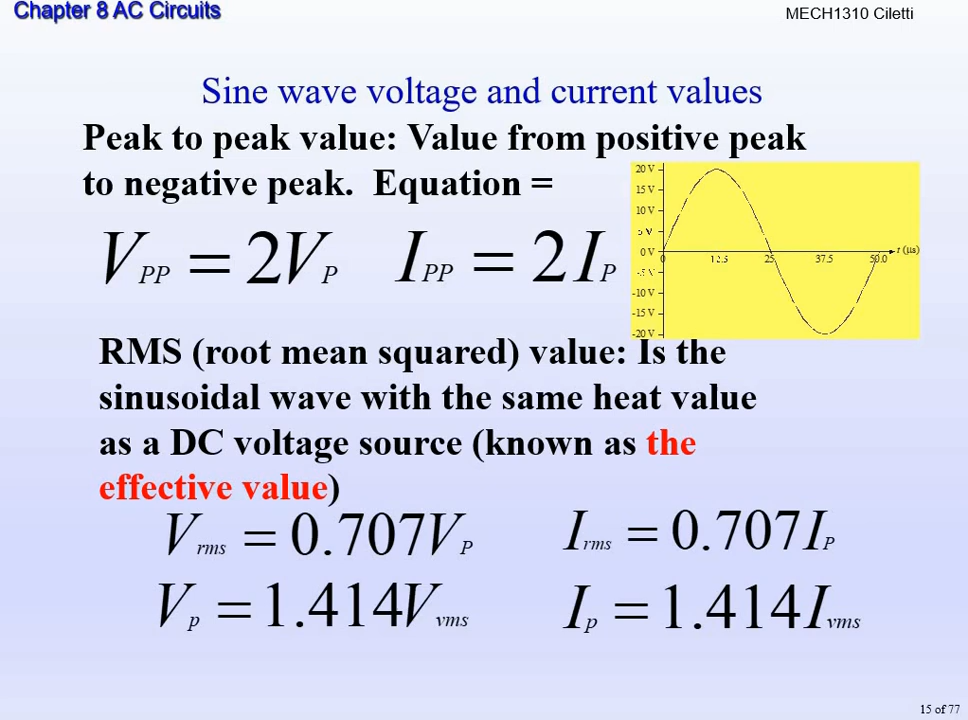 Chapter 8 AC Circuits
MECH1310 Ciletti
Sine wave voltage and current values
Peak to peak value: Value from positive peak
to negative peak. Equation =
V_PP = 2V_P
I_PP = 2I_P
20 V
15 V
10 V
5 V
0 V
-5 V
-10 V
-15 V
-20 V
0 12.5 25 37.5 50.0
t (μs)
RMS (root mean squared) value: Is the
sinusoidal wave with the same heat value
as a DC voltage source (known as the
effective value)
V_rms = 0.707V_P
I_rms = 0.707I_P
V_p = 1.414V_vms
I_p = 1.414I_vms
15 of 77